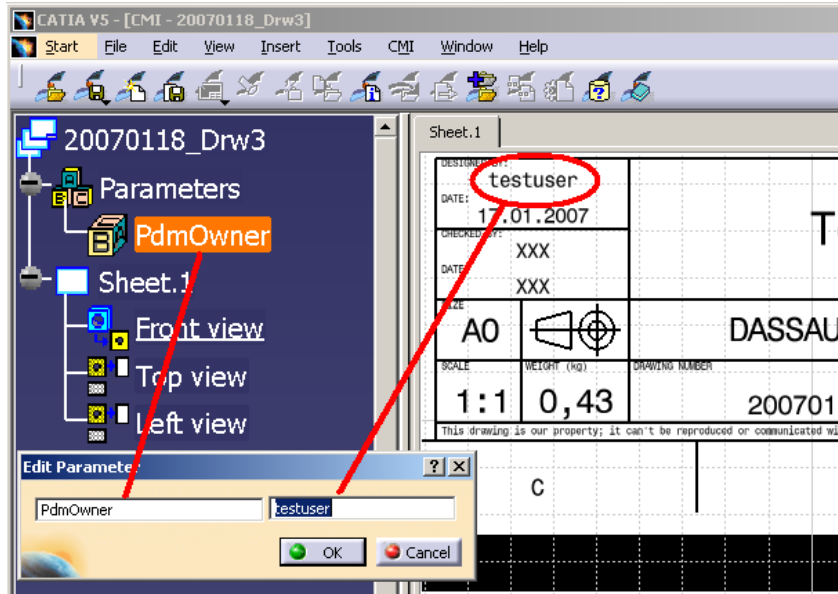 CATIA V5 - [CMI - 20070118_Drw3]
Start File Edit View Insert Tools CMI Window Help
20070118_Drw3
Parameters
PdmOwner
Sheet.1
Front view
Top view
Left view
Sheet.1
DESIGNED BY:
testuser
DATE:
17.01.2007
CHECKED BY:
XXX
DATE
XXX
SIZE
A0
DASSAU
SCALE
WEIGHT (kg)
DRAWING NUMBER
1:1
0,43
200701
This drawing is our property; it can't be reproduced or communicated wi
C
Edit Parameter
PdmOwner
testuser
OK
Cancel